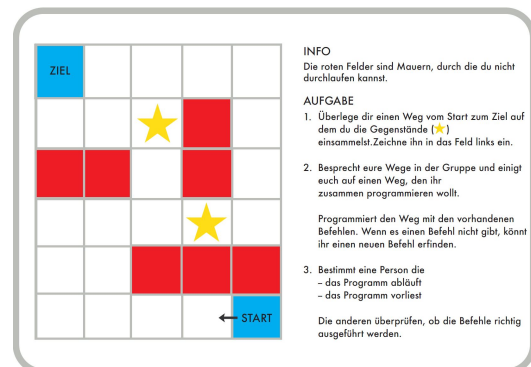 ZIEL
START
INFO
Die roten Felder sind Mauern, durch die du nicht
durchlaufen kannst.
AUFGABE
1. Überlege dir einen Weg vom Start zum Ziel auf
dem du die Gegenstände ( )
einsammelst.Zeichne ihn in das Feld links ein.
2. Besprecht eure Wege in der Gruppe und einigt
euch auf einen Weg, den ihr
zusammen programmieren wollt.
Programmiert den Weg mit den vorhandenen
Befehlen. Wenn es einen Befehl nicht gibt, könnt
ihr einen neuen Befehl erfinden.
3. Bestimmt eine Person die
– das Programm abläuft
– das Programm vorliest
Die anderen überprüfen, ob die Befehle richtig
ausgeführt werden.